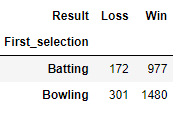 Result Loss Win
First_selection
Batting 172 977
Bowling 301 1480